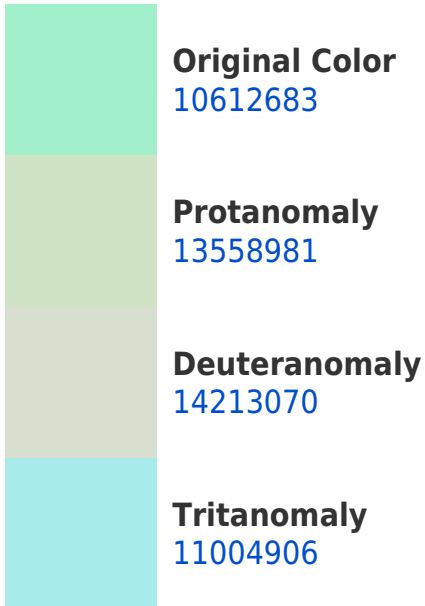 Original Color
10612683
Protanomaly
13558981
Deuteranomaly
14213070
Tritanomaly
11004906